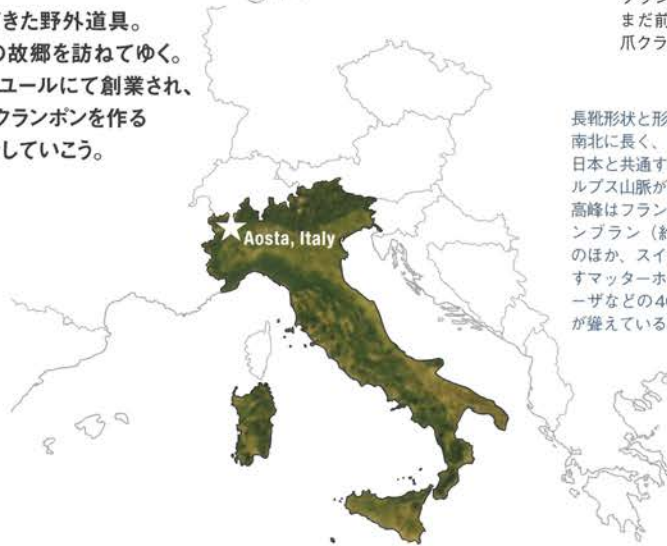 きた野外道具。
の故郷を訪ねてゆく。
ユールにて創業され、
クランポンを作る
していこう。
まだ前
爪クラ
長靴形状と形
南北に長く、
日本と共通す
ルプス山脈が
高峰はフラン
ンブラン（
のほか、スイ
すマッターホ
ーザなどの40
が聳えている
Aosta, Italy